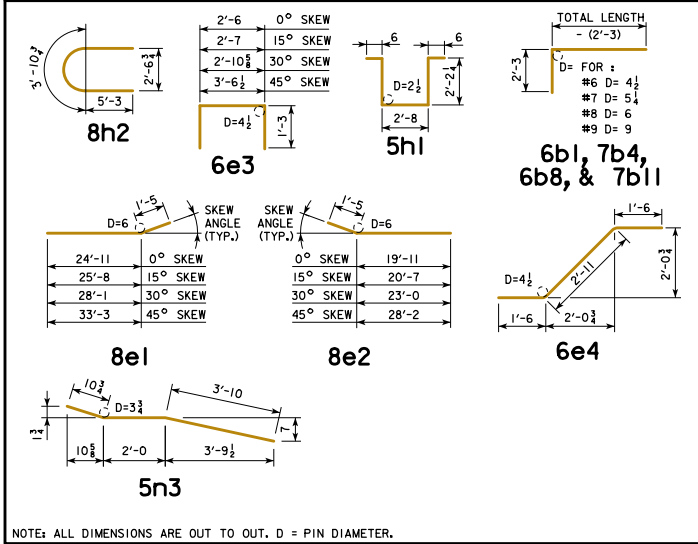 3'-10¾
2'-6¾
5'-3
8h2
2'-6 0° SKEW
2'-7 15° SKEW
2'-10⅝ 30° SKEW
3'-6½ 45° SKEW
D=4½
1'-3
6e3
6 6
D=2½
2'-2¼
2'-8
5h1
TOTAL LENGTH
- (2'-3)
2'-3
D= FOR :
#6 D= 4½
#7 D= 5¼
#8 D= 6
#9 D= 9
6b1, 7b4,
6b8, & 7b11
1'-5
D=6
SKEW
ANGLE
(TYP.)
24'-11 0° SKEW
25'-8 15° SKEW
28'-1 30° SKEW
33'-3 45° SKEW
8e1
1'-5
SKEW
ANGLE
(TYP.)
D=6
0° SKEW 19'-11
15° SKEW 20'-7
30° SKEW 23'-0
45° SKEW 28'-2
8e2
1'-6
D=4½
2'-11
2'-0¾
1'-6 2'-0¾
6e4
10¾
D=3¾
3'-10
1¾
7
10⅝ 2'-0 3'-9½
5n3
NOTE: ALL DIMENSIONS ARE OUT TO OUT. D = PIN DIAMETER.